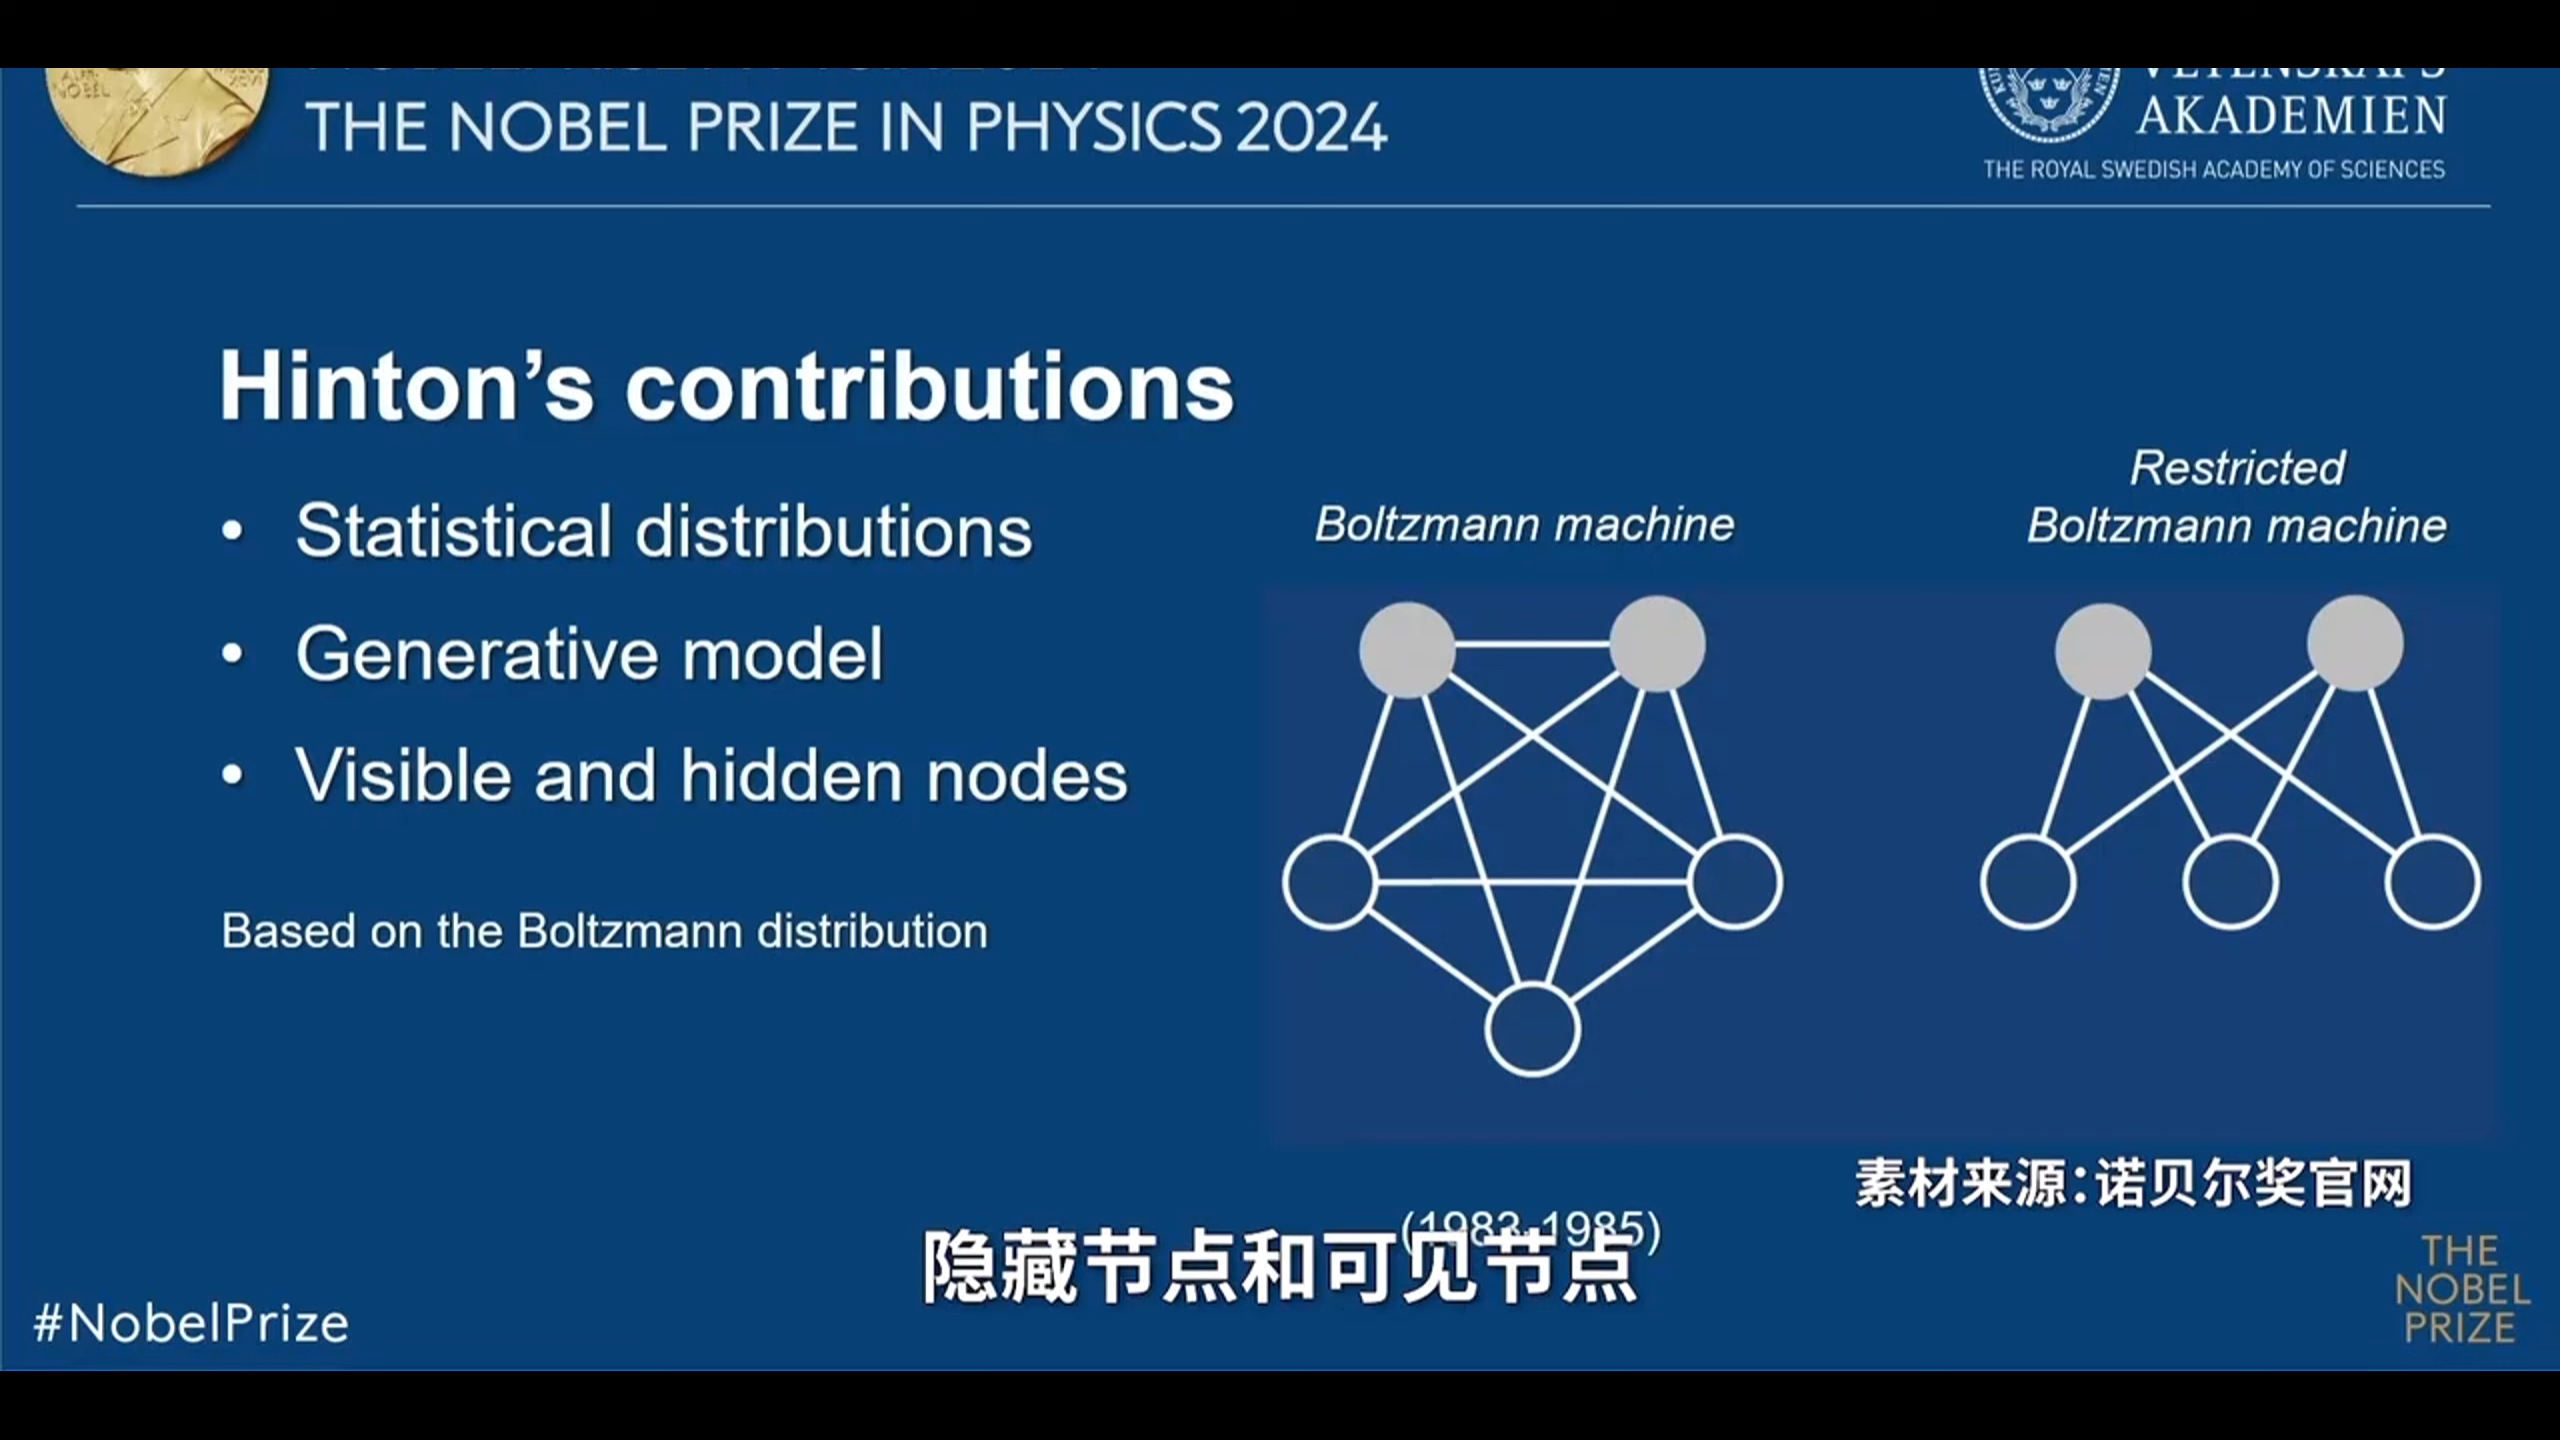 THE NOBEL PRIZE IN PHYSICS 2024
AKADEMIEN
THE ROYAL SWEDISH ACADEMY OF SCIENCES
Hinton’s contributions
• Statistical distributions
• Generative model
• Visible and hidden nodes
Based on the Boltzmann distribution
Boltzmann machine
Restricted
Boltzmann machine
素材来源:诺贝尔奖官网
(1983-1985)
隐藏节点和可见节点
#NobelPrize
THE
NOBEL
PRIZE